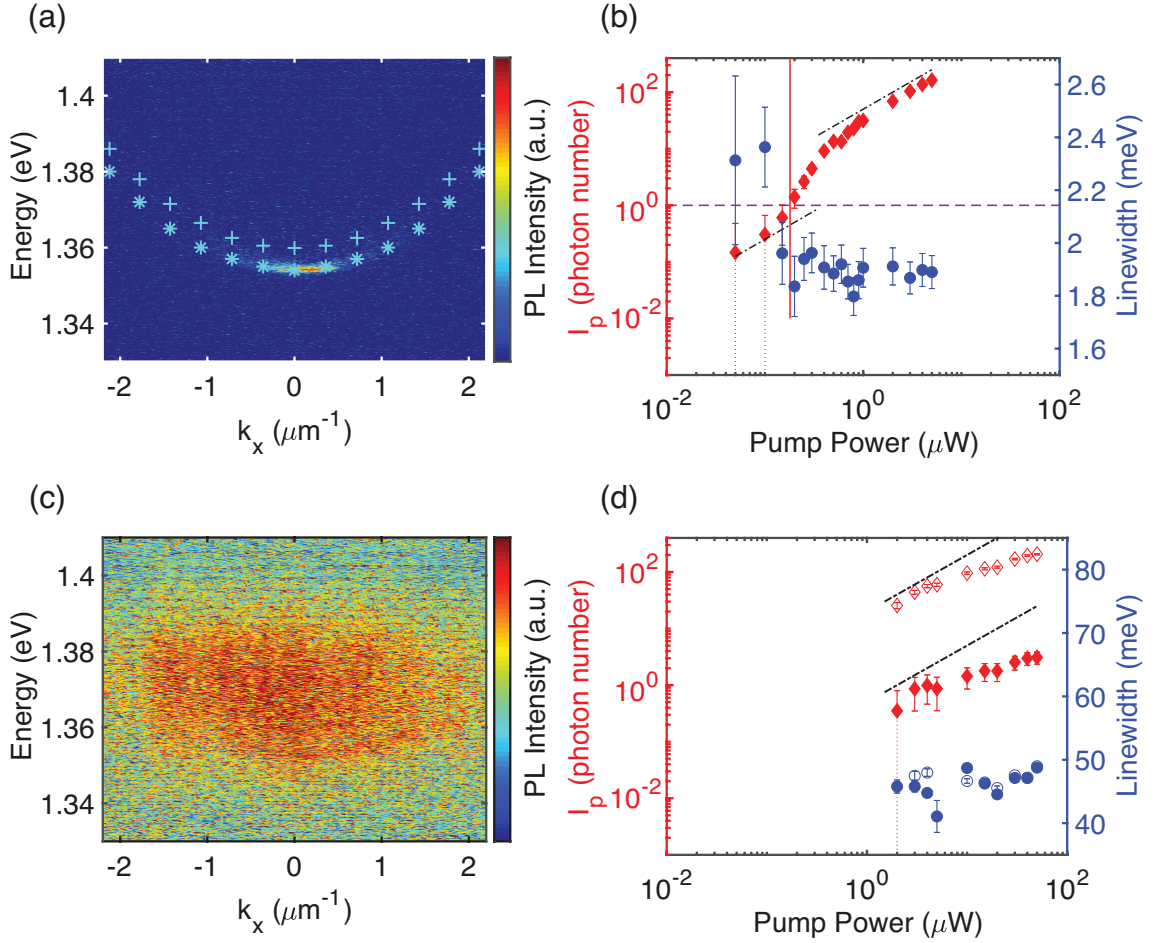 (a)
1.4
1.38
1.36
1.34
Energy (eV)
-2 -1 0 1 2
k_x (μm^-1)
PL Intensity (a.u.)
(b)
10^2
10^0
10^-2
I_p (photon number)
2.6
2.4
2.2
2
1.8
1.6
Linewidth (meV)
10^-2 10^0 10^2
Pump Power (μW)
(c)
1.4
1.38
1.36
1.34
Energy (eV)
-2 -1 0 1 2
k_x (μm^-1)
PL Intensity (a.u.)
(d)
10^2
10^0
10^-2
I_p (photon number)
80
70
60
50
40
Linewidth (meV)
10^-2 10^0 10^2
Pump Power (μW)